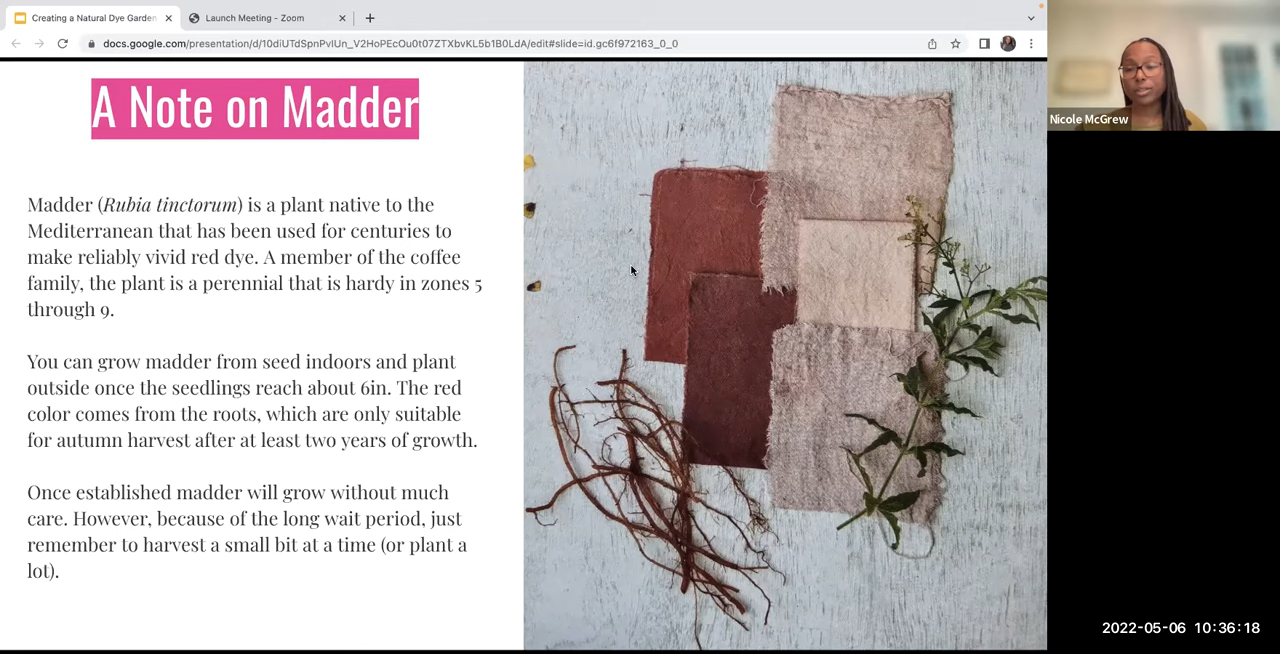 Creating a Natural Dye Garden
Launch Meeting - Zoom
docs.google.com/presentation/d/10diUTdSpnPvIUn_V2HoPEcOu0t07ZTXbvKL5b1B0LdA/edit#slide=id.gc6f972163_0_0
A Note on Madder
Madder (Rubia tinctorum) is a plant native to the
Mediterranean that has been used for centuries to
make reliably vivid red dye. A member of the coffee
family, the plant is a perennial that is hardy in zones 5
through 9.
You can grow madder from seed indoors and plant
outside once the seedlings reach about 6in. The red
color comes from the roots, which are only suitable
for autumn harvest after at least two years of growth.
Once established madder will grow without much
care. However, because of the long wait period, just
remember to harvest a small bit at a time (or plant a
lot).
Nicole McGrew
2022-05-06 10:36:18